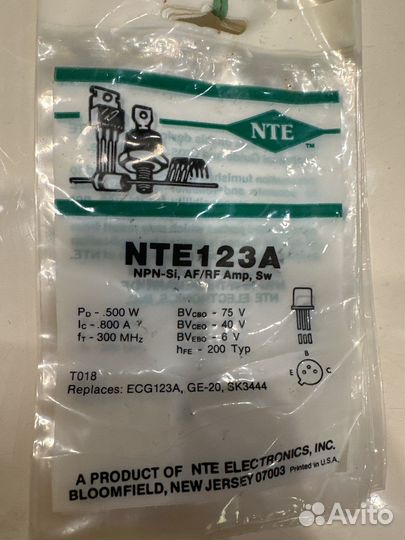 NTE
TM
NTE123A
NPN-Si, AF/RF Amp, Sw
PD - .500 W BVCBO - 75 V
IC - .800 A BVCEO - 40 V
fT - 300 MHz BVEBO - 6 V
hFE - 200 Typ
B
E C
TO18
Replaces: ECG123A, GE-20, SK3444
A PRODUCT OF NTE ELECTRONICS, INC.
BLOOMFIELD, NEW JERSEY 07003 Printed in U.S.A.
Avito